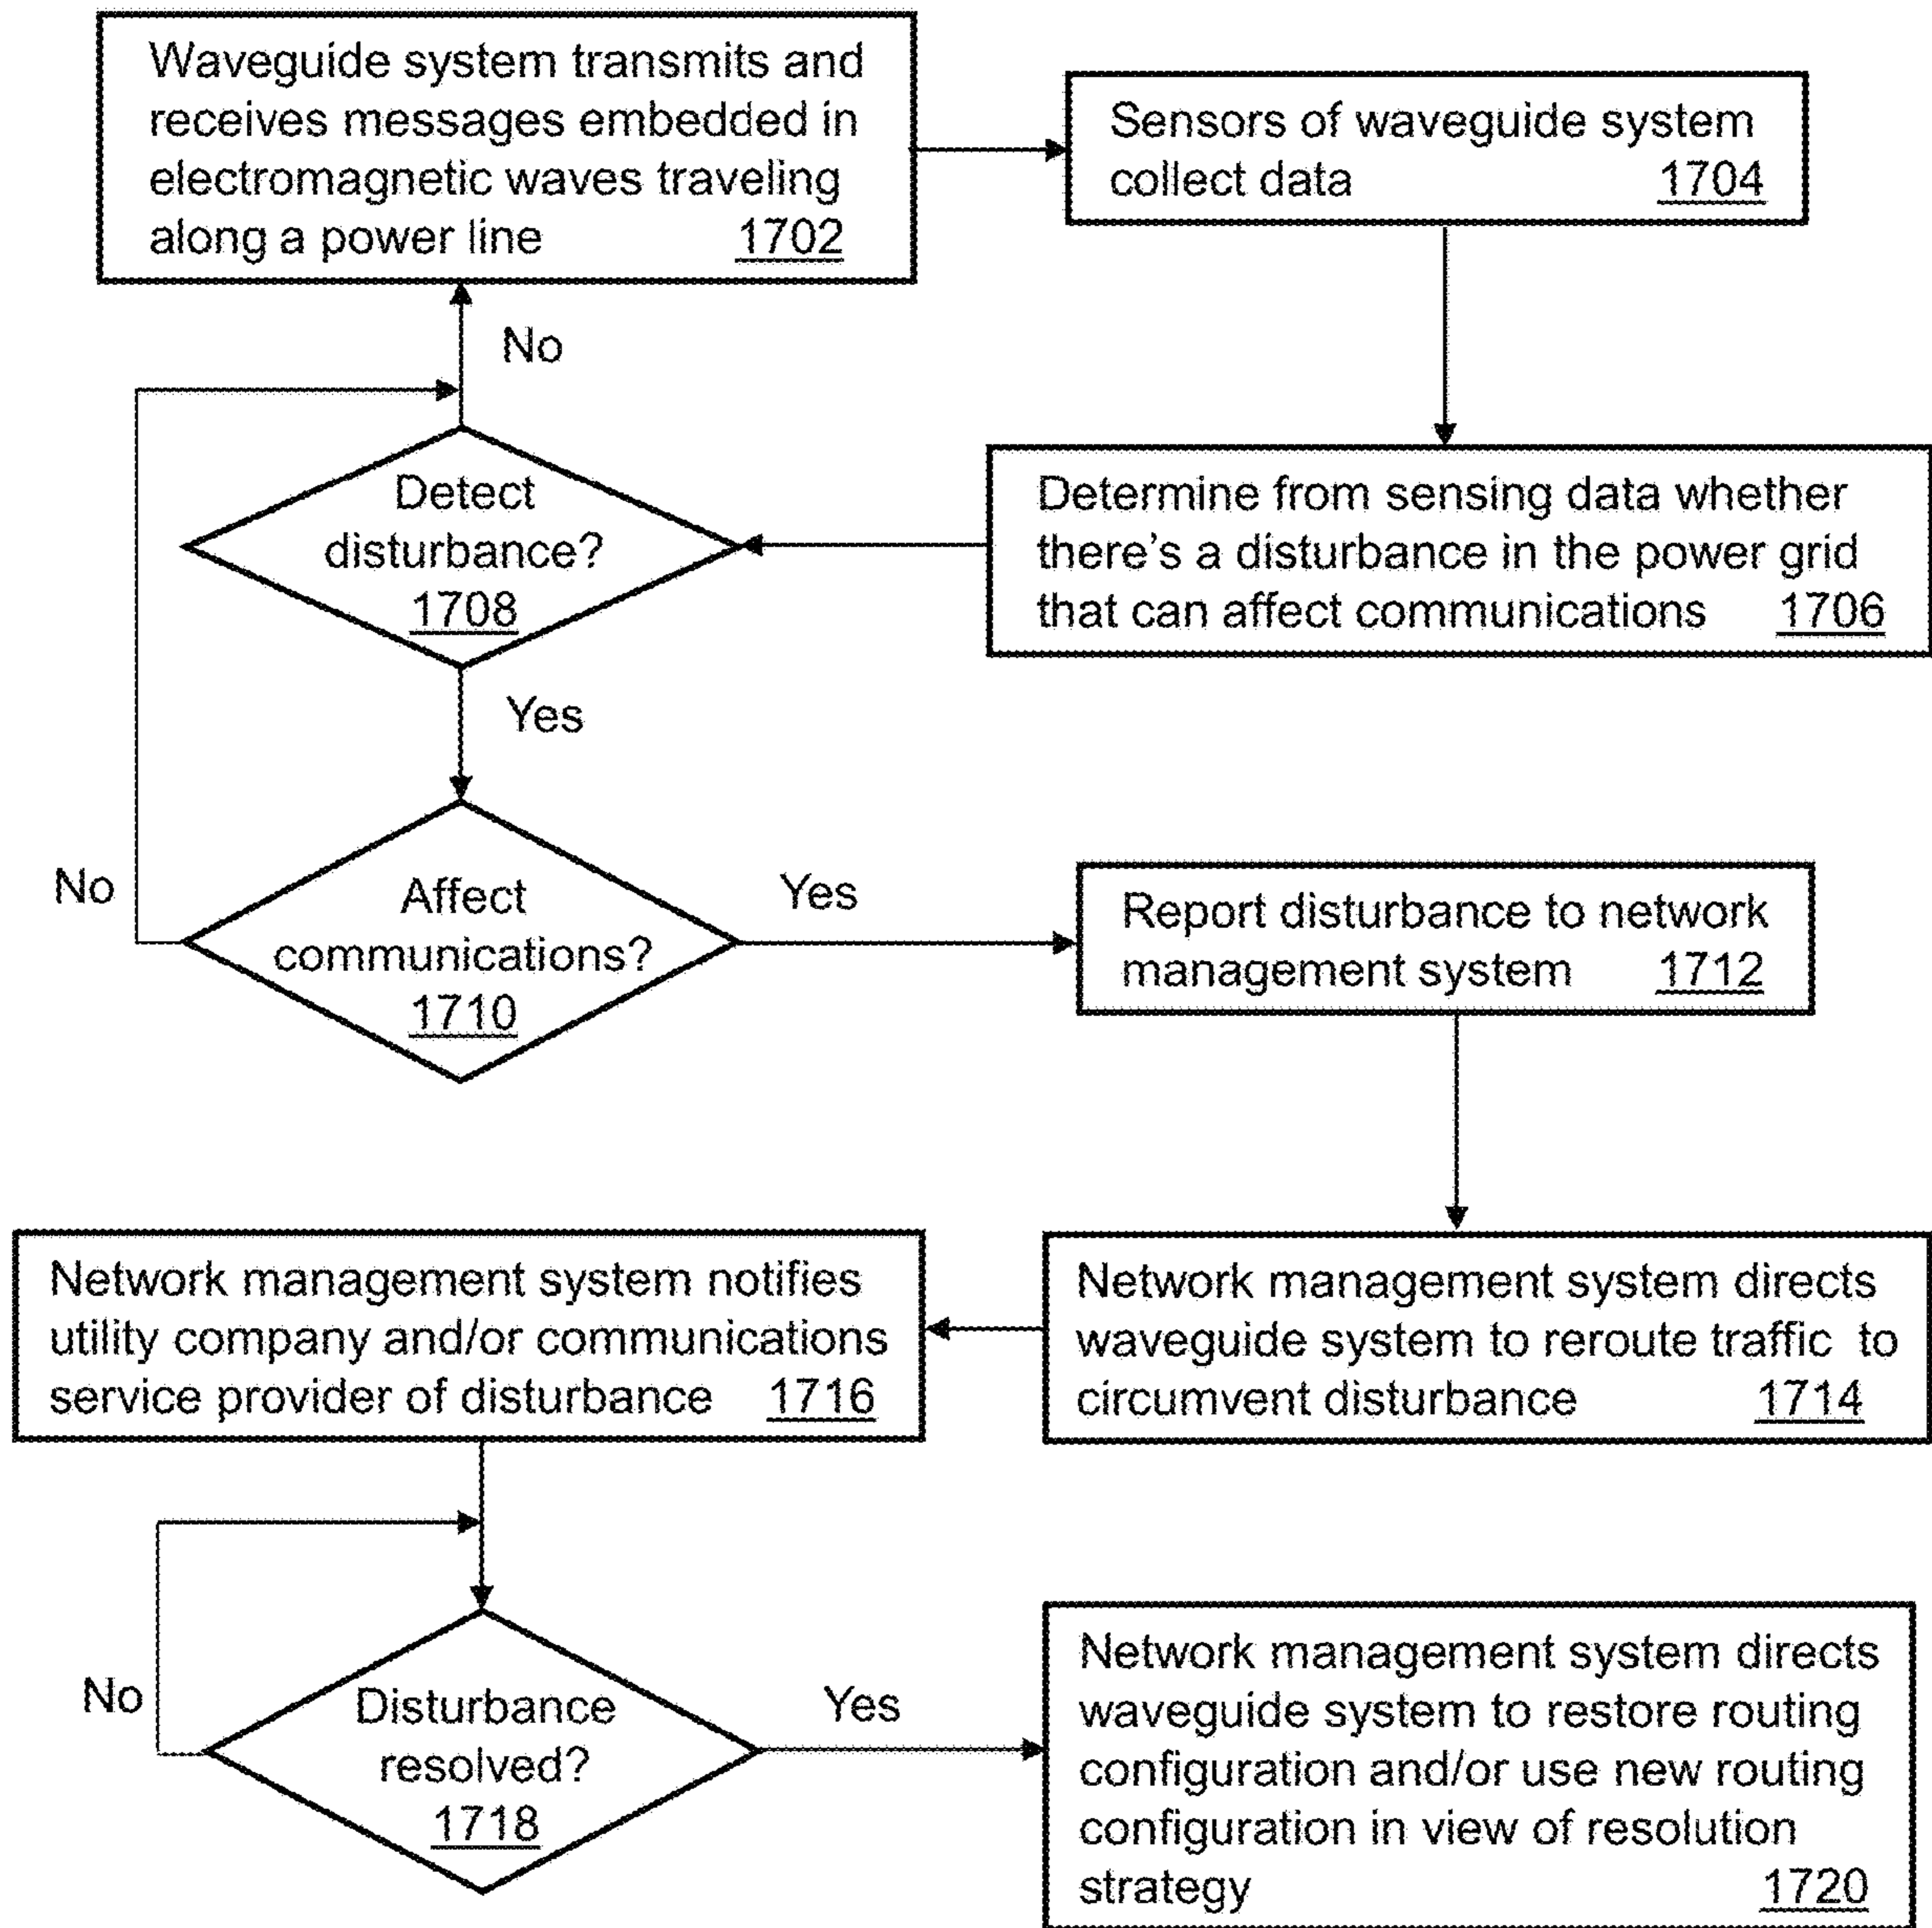 Waveguide system transmits and
receives messages embedded in
electromagnetic waves traveling
along a power line 1702
Sensors of waveguide system
collect data 1704
No
Detect
disturbance?
1708
Determine from sensing data whether
there's a disturbance in the power grid
that can affect communications 1706
Yes
No
Affect
communications?
1710
Yes
Report disturbance to network
management system 1712
Network management system notifies
utility company and/or communications
service provider of disturbance 1716
Network management system directs
waveguide system to reroute traffic to
circumvent disturbance 1714
No
Disturbance
resolved?
1718
Yes
Network management system directs
waveguide system to restore routing
configuration and/or use new routing
configuration in view of resolution
strategy 1720